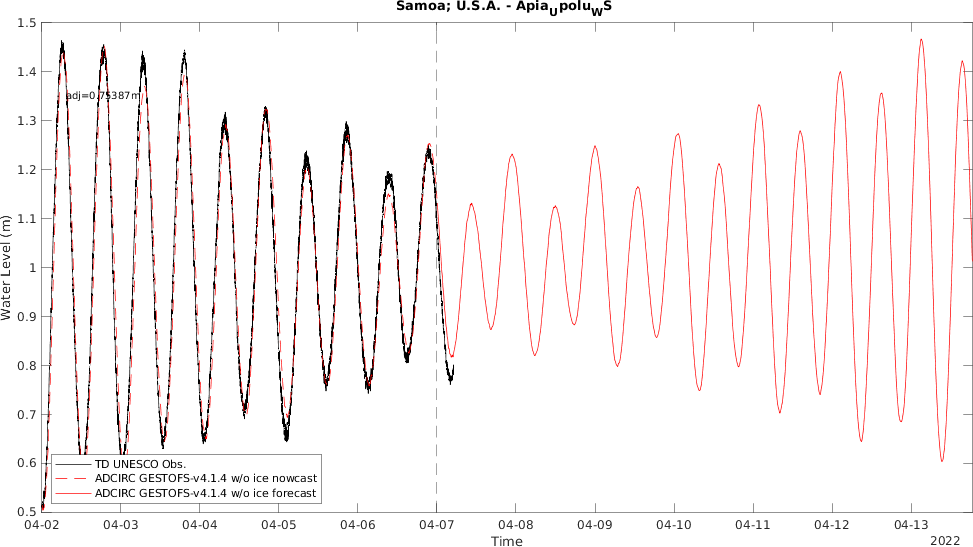 Samoa; U.S.A. - ApiaUpoluWS
1.5
1.4
1.3
1.2
1.1
1
0.9
0.8
0.7
0.6
0.5
Water Level (m)
adj=0.75387m
TD UNESCO Obs.
ADCIRC GESTOFS-v4.1.4 w/o ice nowcast
ADCIRC GESTOFS-v4.1.4 w/o ice forecast
04-02 04-03 04-04 04-05 04-06 04-07 04-08 04-09 04-10 04-11 04-12 04-13
Time
2022